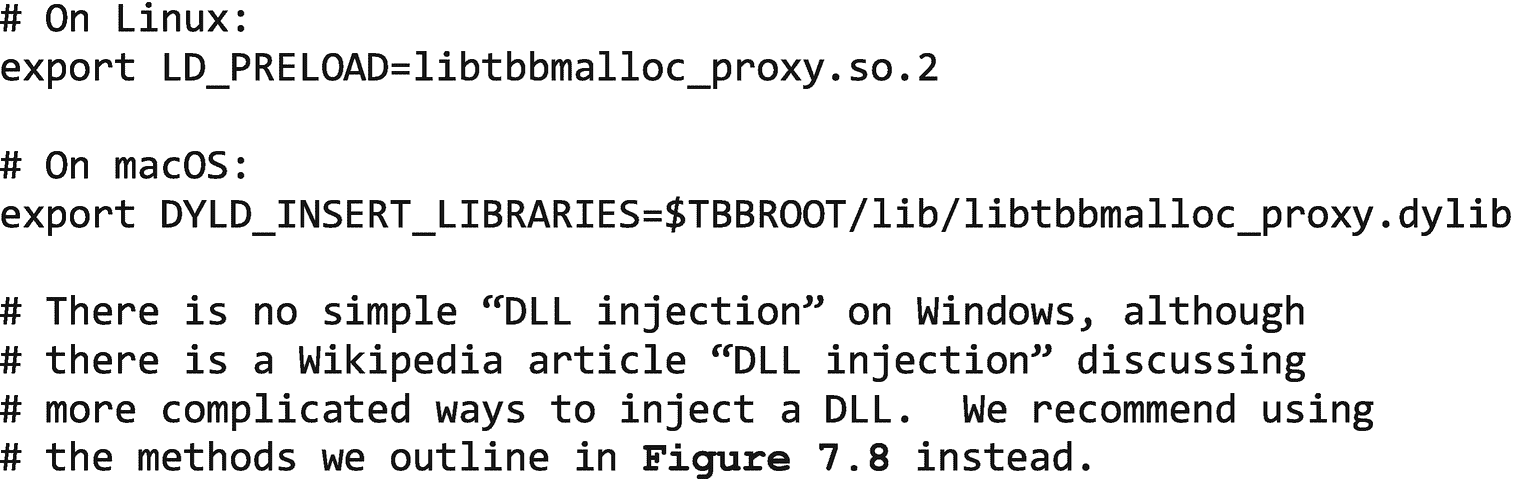 # On Linux:
export LD_PRELOAD=libtbbmalloc_proxy.so.2
# On macOS:
export DYLD_INSERT_LIBRARIES=$TBBROOT/lib/libtbbmalloc_proxy.dylib
# There is no simple “DLL injection” on Windows, although
# there is a Wikipedia article “DLL injection” discussing
# more complicated ways to inject a DLL.  We recommend using
# the methods we outline in Figure 7.8 instead.